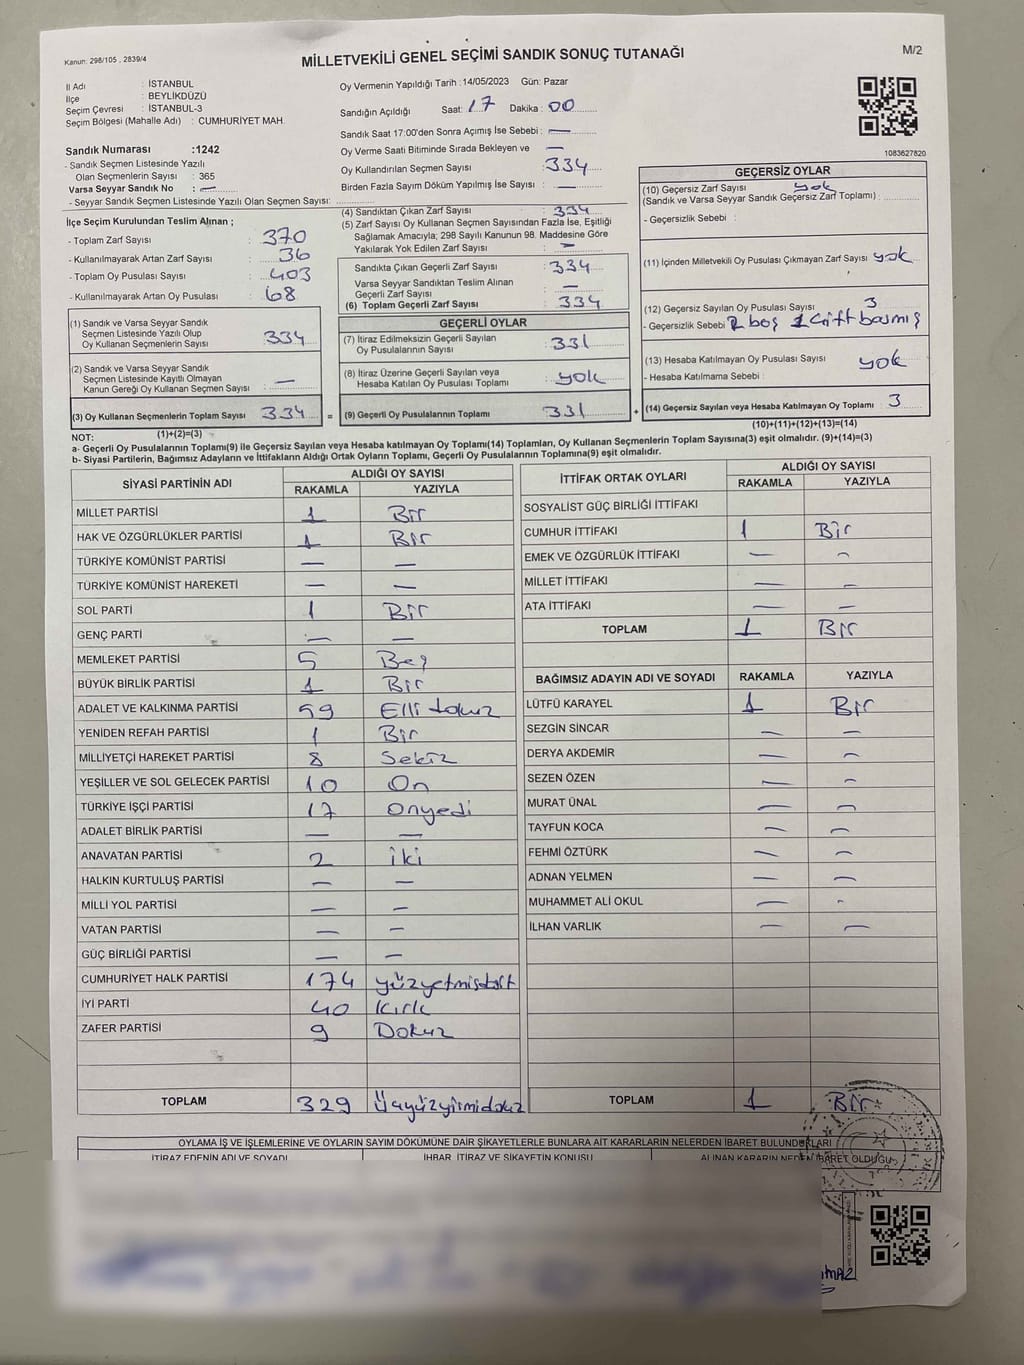 Kanun: 298/105 , 2839/4
MİLLETVEKİLİ GENEL SEÇİMİ SANDIK SONUÇ TUTANAĞI
M/2
İl Adı : İSTANBUL
İlçe : BEYLİKDÜZÜ
Seçim Çevresi : İSTANBUL-3
Seçim Bölgesi (Mahalle Adı) : CUMHURİYET MAH.
Sandık Numarası :1242
- Sandık Seçmen Listesinde Yazılı
Olan Seçmenlerin Sayısı : 365
Varsa Seyyar Sandık No : —
- Seyyar Sandık Seçmen Listesinde Yazılı Olan Seçmen Sayısı:
Oy Vermenin Yapıldığı Tarih :14/05/2023 Gün: Pazar
Sandığın Açıldığı Saat: 17 Dakika : 00
Sandık Saat 17:00'den Sonra Açımış İse Sebebi : —
Oy Verme Saati Bitiminde Sırada Bekleyen ve —
Oy Kullandırılan Seçmen Sayısı : 334
Birden Fazla Sayım Döküm Yapılmış İse Sayısı : —
1083627820
İlçe Seçim Kurulundan Teslim Alınan ;
- Toplam Zarf Sayısı : 370
- Kullanılmayarak Artan Zarf Sayısı : 36
- Toplam Oy Pusulası Sayısı : 403
- Kullanılmayarak Artan Oy Pusulası : 68
(1) Sandık ve Varsa Seyyar Sandık
Seçmen Listesinde Yazılı Olup
Oy Kullanan Seçmenlerin Sayısı : 334
(2) Sandık ve Varsa Seyyar Sandık
Seçmen Listesinde Kayıtlı Olmayan
Kanun Gereği Oy Kullanan Seçmen Sayısı : —
(3) Oy Kullanan Seçmenlerin Toplam Sayısı : 334 =
(1)+(2)=(3)
(4) Sandıktan Çıkan Zarf Sayısı : 334
(5) Zarf Sayısı Oy Kullanan Seçmen Sayısından Fazla İse, Eşitliği
Sağlamak Amacıyla; 298 Sayılı Kanunun 98. Maddesine Göre
Yakılarak Yok Edilen Zarf Sayısı : —
Sandıkta Çıkan Geçerli Zarf Sayısı : 334
Varsa Seyyar Sandıktan Teslim Alınan
Geçerli Zarf Sayısı : —
(6) Toplam Geçerli Zarf Sayısı : 334
GEÇERLİ OYLAR
(7) İtiraz Edilmeksizin Geçerli Sayılan
Oy Pusulalarının Sayısı : 331
(8) İtiraz Üzerine Geçerli Sayılan veya
Hesaba Katılan Oy Pusulası Toplamı : yok
(9) Geçerli Oy Pusulalarının Toplamı : 331 +
GEÇERSİZ OYLAR
(10) Geçersiz Zarf Sayısı yok
(Sandık ve Varsa Seyyar Sandık Geçersiz Zarf Toplamı) :
- Geçersizlik Sebebi :
(11) İçinden Milletvekili Oy Pusulası Çıkmayan Zarf Sayısı : yok
(12) Geçersiz Sayılan Oy Pusulası Sayısı : 3
- Geçersizlik Sebebi : 2 boş 1 Çift basmış
(13) Hesaba Katılmayan Oy Pusulası Sayısı : yok
- Hesaba Katılmama Sebebi :
(14) Geçersiz Sayılan veya Hesaba Katılmayan Oy Toplamı : 3
(10)+(11)+(12)+(13)=(14)
NOT:
a- Geçerli Oy Pusulalarının Toplamı(9) ile Geçersiz Sayılan veya Hesaba katılmayan Oy Toplamı(14) Toplamları, Oy Kullanan Seçmenlerin Toplam Sayısına(3) eşit olmalıdır. (9)+(14)=(3)
b- Siyasi Partilerin, Bağımsız Adayların ve İttifakların Aldığı Ortak Oyların Toplamı, Geçerli Oy Pusulalarının Toplamına(9) eşit olmalıdır.
SİYASİ PARTİNİN ADI ALDIĞI OY SAYISI
RAKAMLA YAZIYLA
MİLLET PARTİSİ 1 Bir
HAK VE ÖZGÜRLÜKLER PARTİSİ 1 Bir
TÜRKİYE KOMÜNİST PARTİSİ — —
TÜRKİYE KOMÜNİST HAREKETİ — —
SOL PARTİ 1 Bir
GENÇ PARTİ — —
MEMLEKET PARTİSİ 5 Beş
BÜYÜK BİRLİK PARTİSİ 1 Bir
ADALET VE KALKINMA PARTİSİ 59 Elli dokuz
YENİDEN REFAH PARTİSİ 1 Bir
MİLLİYETÇİ HAREKET PARTİSİ 8 Sekiz
YEŞİLLER VE SOL GELECEK PARTİSİ 10 On
TÜRKİYE İŞÇİ PARTİSİ 17 onyedi
ADALET BİRLİK PARTİSİ — —
ANAVATAN PARTİSİ 2 iki
HALKIN KURTULUŞ PARTİSİ — —
MİLLİ YOL PARTİSİ — —
VATAN PARTİSİ — —
GÜÇ BİRLİĞİ PARTİSİ — —
CUMHURİYET HALK PARTİSİ 174 yüzyetmişdört
İYİ PARTİ 40 Kırk
ZAFER PARTİSİ 9 Dokuz
TOPLAM 329 Üçyüzyirmidokuz
İTTİFAK ORTAK OYLARI ALDIĞI OY SAYISI
RAKAMLA YAZIYLA
SOSYALİST GÜÇ BİRLİĞİ İTTİFAKI
CUMHUR İTTİFAKI 1 Bir
EMEK VE ÖZGÜRLÜK İTTİFAKI — —
MİLLET İTTİFAKI — —
ATA İTTİFAKI — —
TOPLAM 1 Bir
BAĞIMSIZ ADAYIN ADI VE SOYADI RAKAMLA YAZIYLA
LÜTFÜ KARAYEL 1 Bir
SEZGİN SİNCAR — —
DERYA AKDEMİR — —
SEZEN ÖZEN — —
MURAT ÜNAL — —
TAYFUN KOCA — —
FEHMİ ÖZTÜRK — —
ADNAN YELMEN — —
MUHAMMET ALİ OKUL — -
İLHAN VARLIK — —
TOPLAM 1 Bir
OYLAMA İŞ VE İŞLEMLERİNE VE OYLARIN SAYIM DÖKÜMÜNE DAİR ŞİKAYETLERLE BUNLARA AİT KARARLARIN NELERDEN İBARET BULUNDUKLARI
İTİRAZ EDENİN ADI VE SOYADI İHBAR, İTİRAZ VE ŞİKAYETİN KONUSU ALINAN KARARIN NEDEN İBARET OLDUĞU